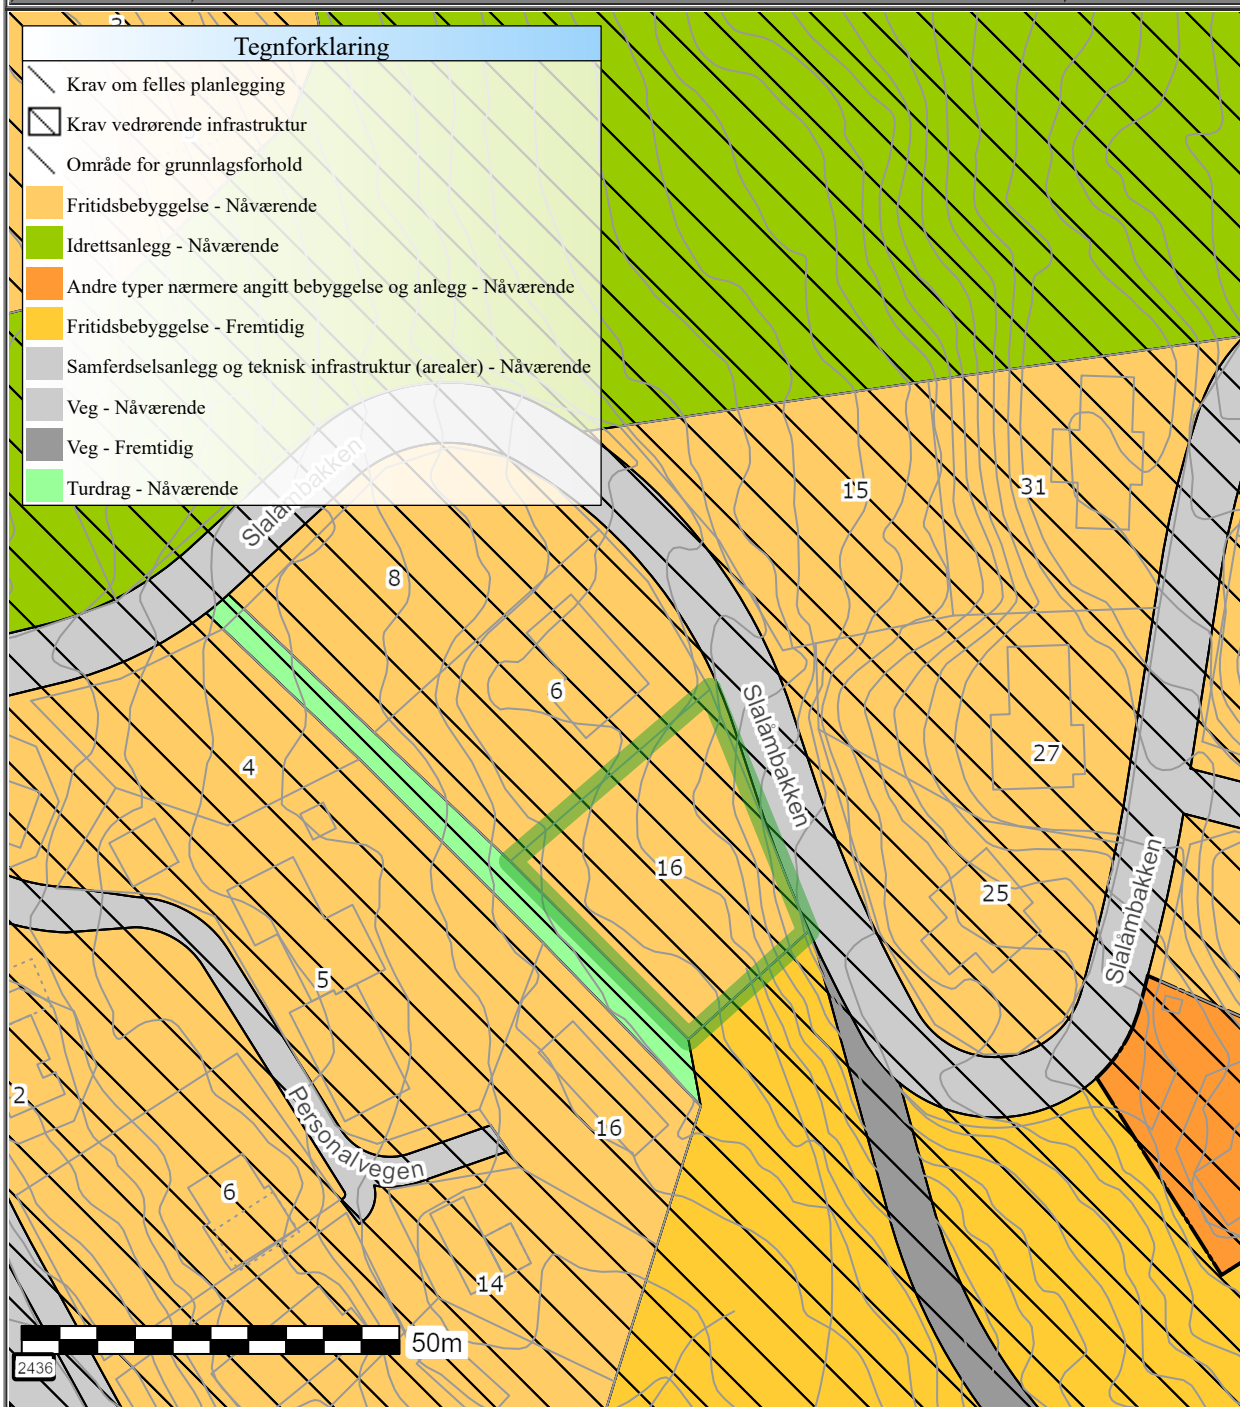 Tegnforklaring
Krav om felles planlegging
Krav vedrørende infrastruktur
Område for grunnlagsforhold
Fritidsbebyggelse - Nåværende
Idrettsanlegg - Nåværende
Andre typer nærmere angitt bebyggelse og anlegg - Nåværende
Fritidsbebyggelse - Fremtidig
Samferdselsanlegg og teknisk infrastruktur (arealer) - Nåværende
Veg - Nåværende
Veg - Fremtidig
Turdrag - Nåværende
Slalåmbakken
15
31
8
6
Slalåmbakken
27
4
16
25
Slalåmbakken
5
2
Personalvegen
16
6
14
50m
2436